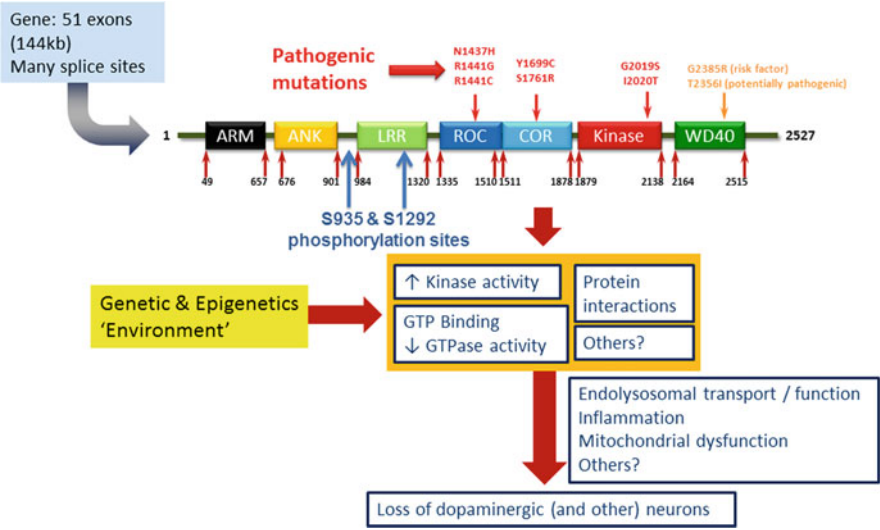 Gene: 51 exons
(144kb)
Many splice sites
Pathogenic
mutations
N1437H
R1441G
R1441C
Y1699C
S1761R
G2019S
I2020T
G2385R (risk factor)
T2356I (potentially pathogenic)
1 ARM ANK LRR ROC COR Kinase WD40 2527
49 657 676 901 984 1320 1335 1510 1511 1878 1879 2138 2164 2515
S935 & S1292
phosphorylation sites
Genetic & Epigenetics
‘Environment’
↑ Kinase activity
GTP Binding
↓ GTPase activity
Protein
interactions
Others?
Endolysosomal transport / function
Inflammation
Mitochondrial dysfunction
Others?
Loss of dopaminergic (and other) neurons